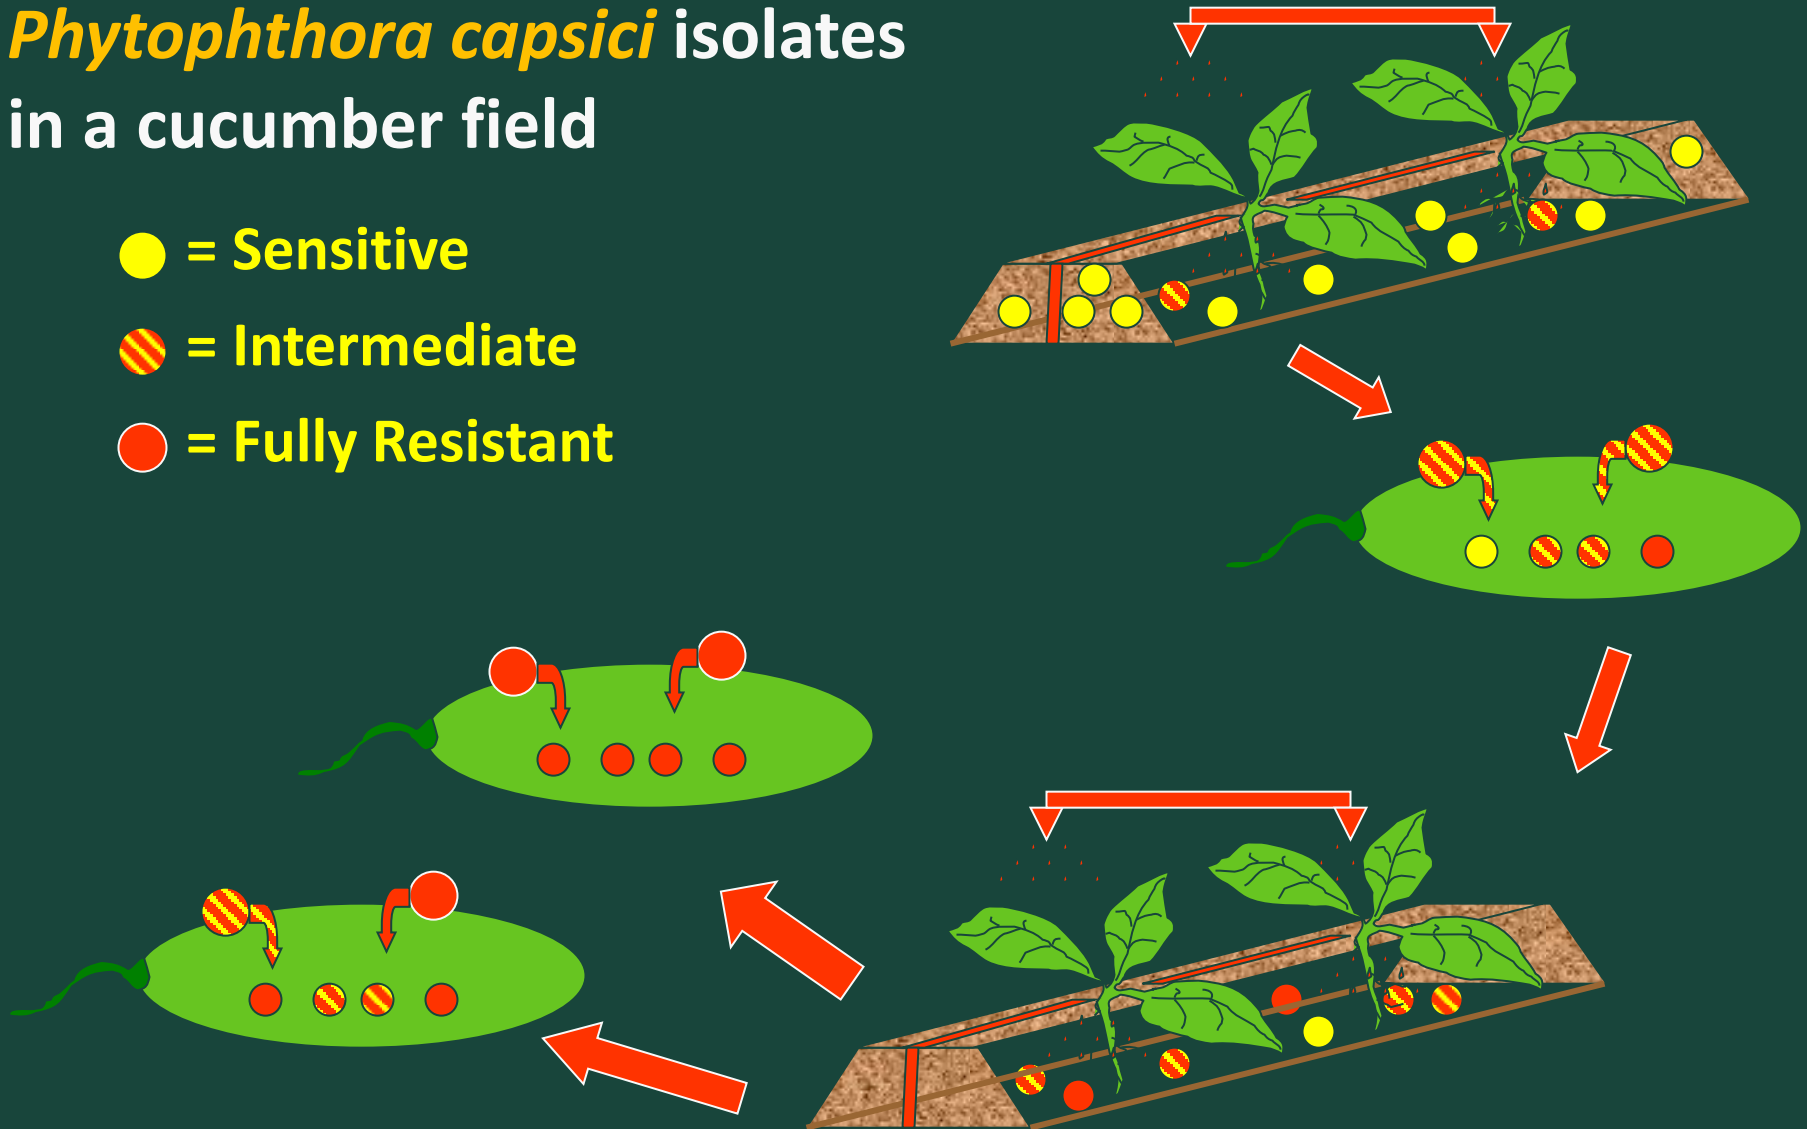 Phytophthora capsici isolates
in a cucumber field
= Sensitive
= Intermediate
= Fully Resistant